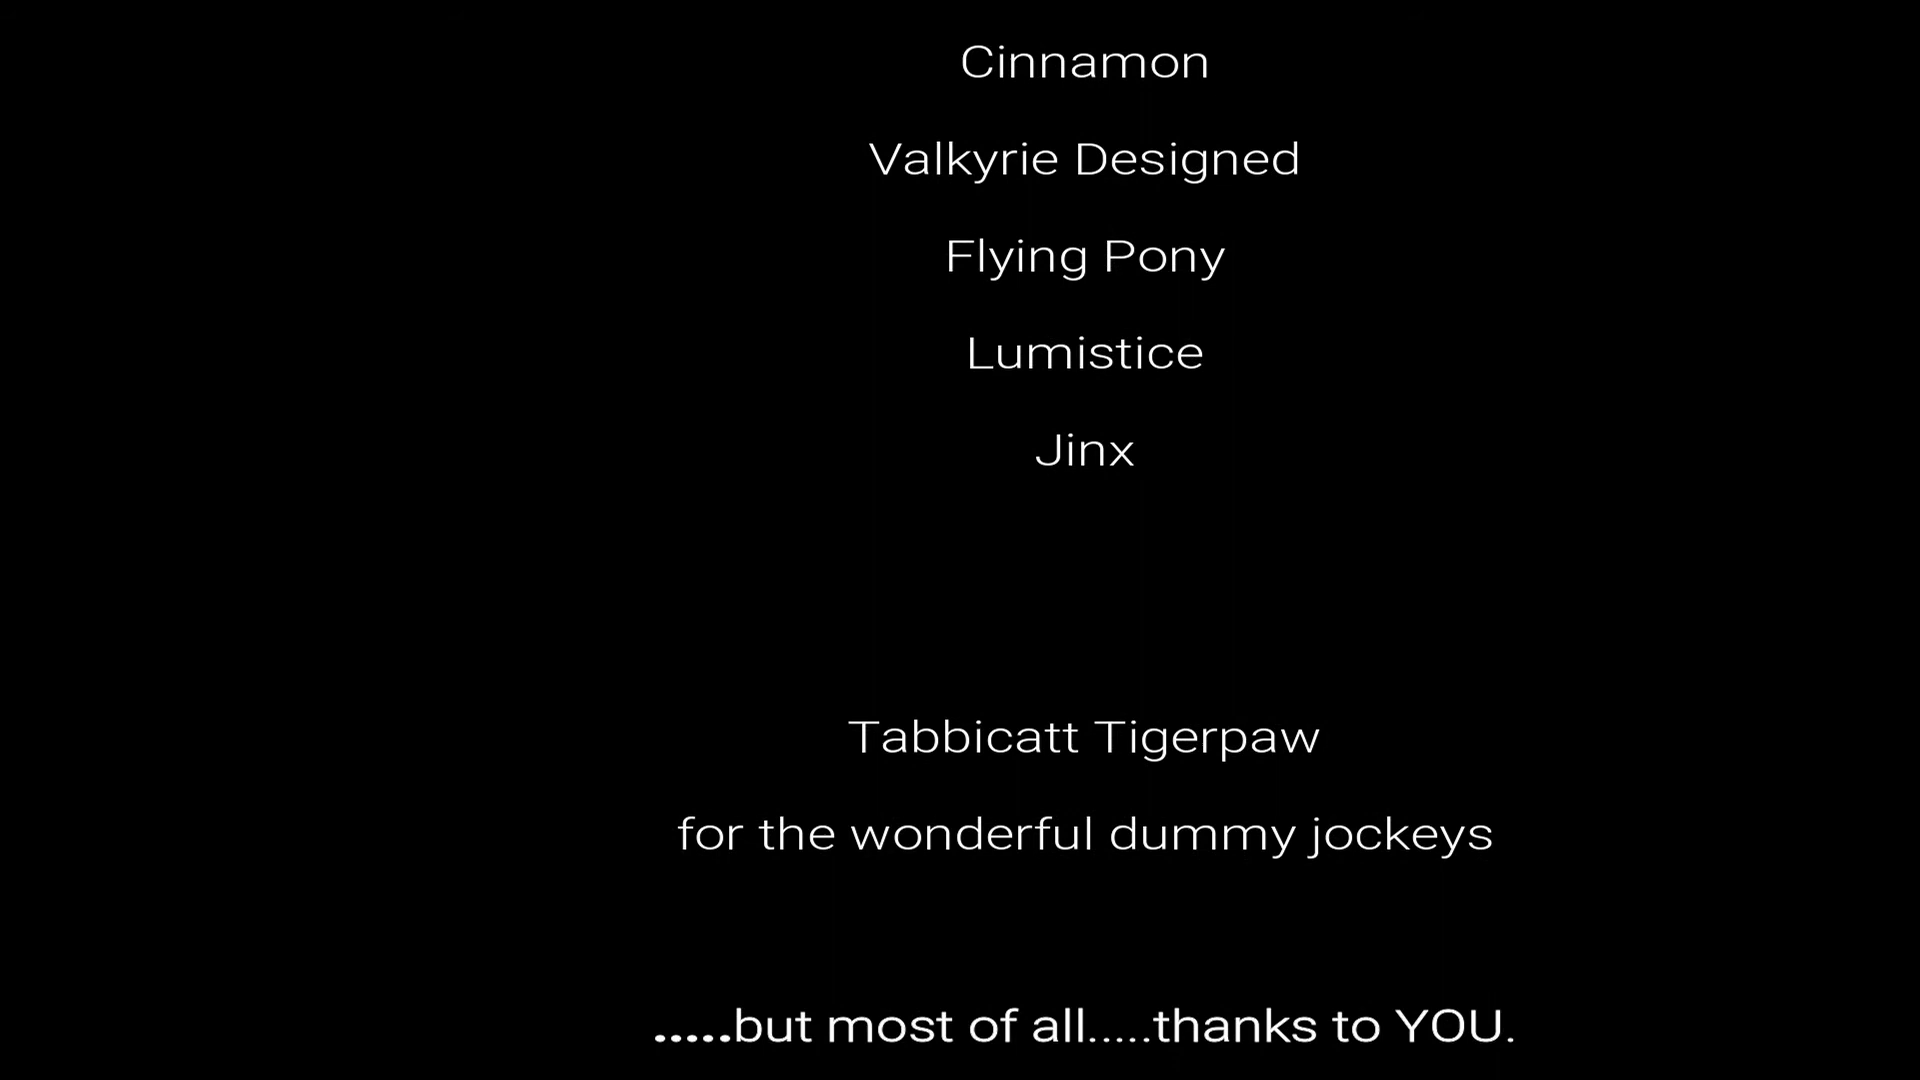 Cinnamon
Valkyrie Designed
Flying Pony
Lumistice
Jinx
Tabbicatt Tigerpaw
for the wonderful dummy jockeys
.....but most of all.....thanks to YOU.